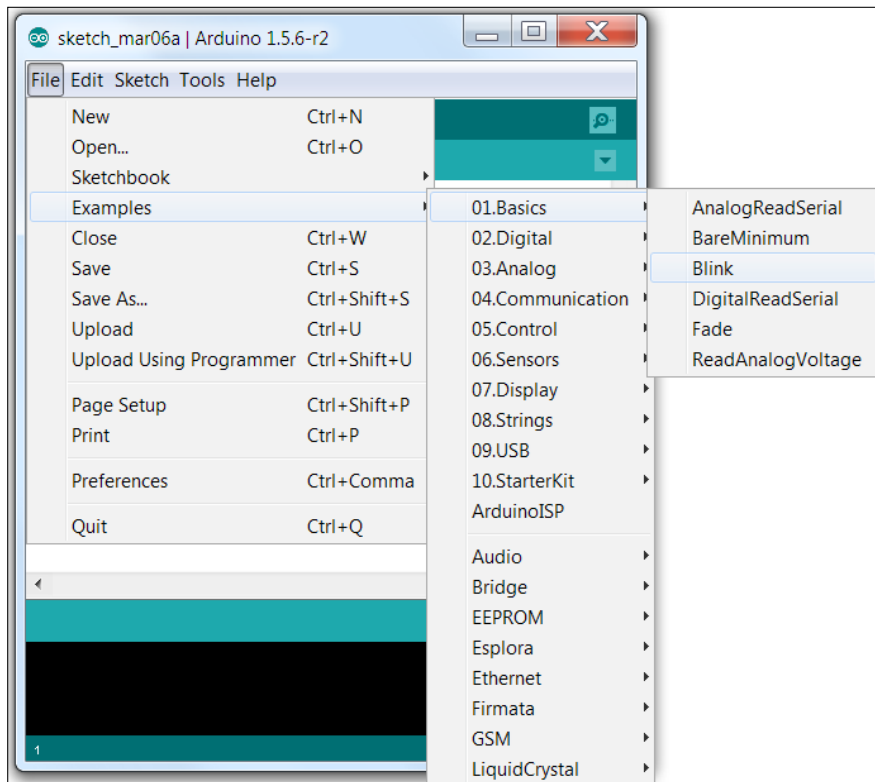 sketch_mar06a | Arduino 1.5.6-r2
File Edit Sketch Tools Help
New Ctrl+N
Open... Ctrl+O
Sketchbook
Examples
Close Ctrl+W
Save Ctrl+S
Save As... Ctrl+Shift+S
Upload Ctrl+U
Upload Using Programmer Ctrl+Shift+U
Page Setup Ctrl+Shift+P
Print Ctrl+P
Preferences Ctrl+Comma
Quit Ctrl+Q
01.Basics
02.Digital
03.Analog
04.Communication
05.Control
06.Sensors
07.Display
08.Strings
09.USB
10.StarterKit
ArduinoISP
Audio
Bridge
EEPROM
Esplora
Ethernet
Firmata
GSM
LiquidCrystal
AnalogReadSerial
BareMinimum
Blink
DigitalReadSerial
Fade
ReadAnalogVoltage
1